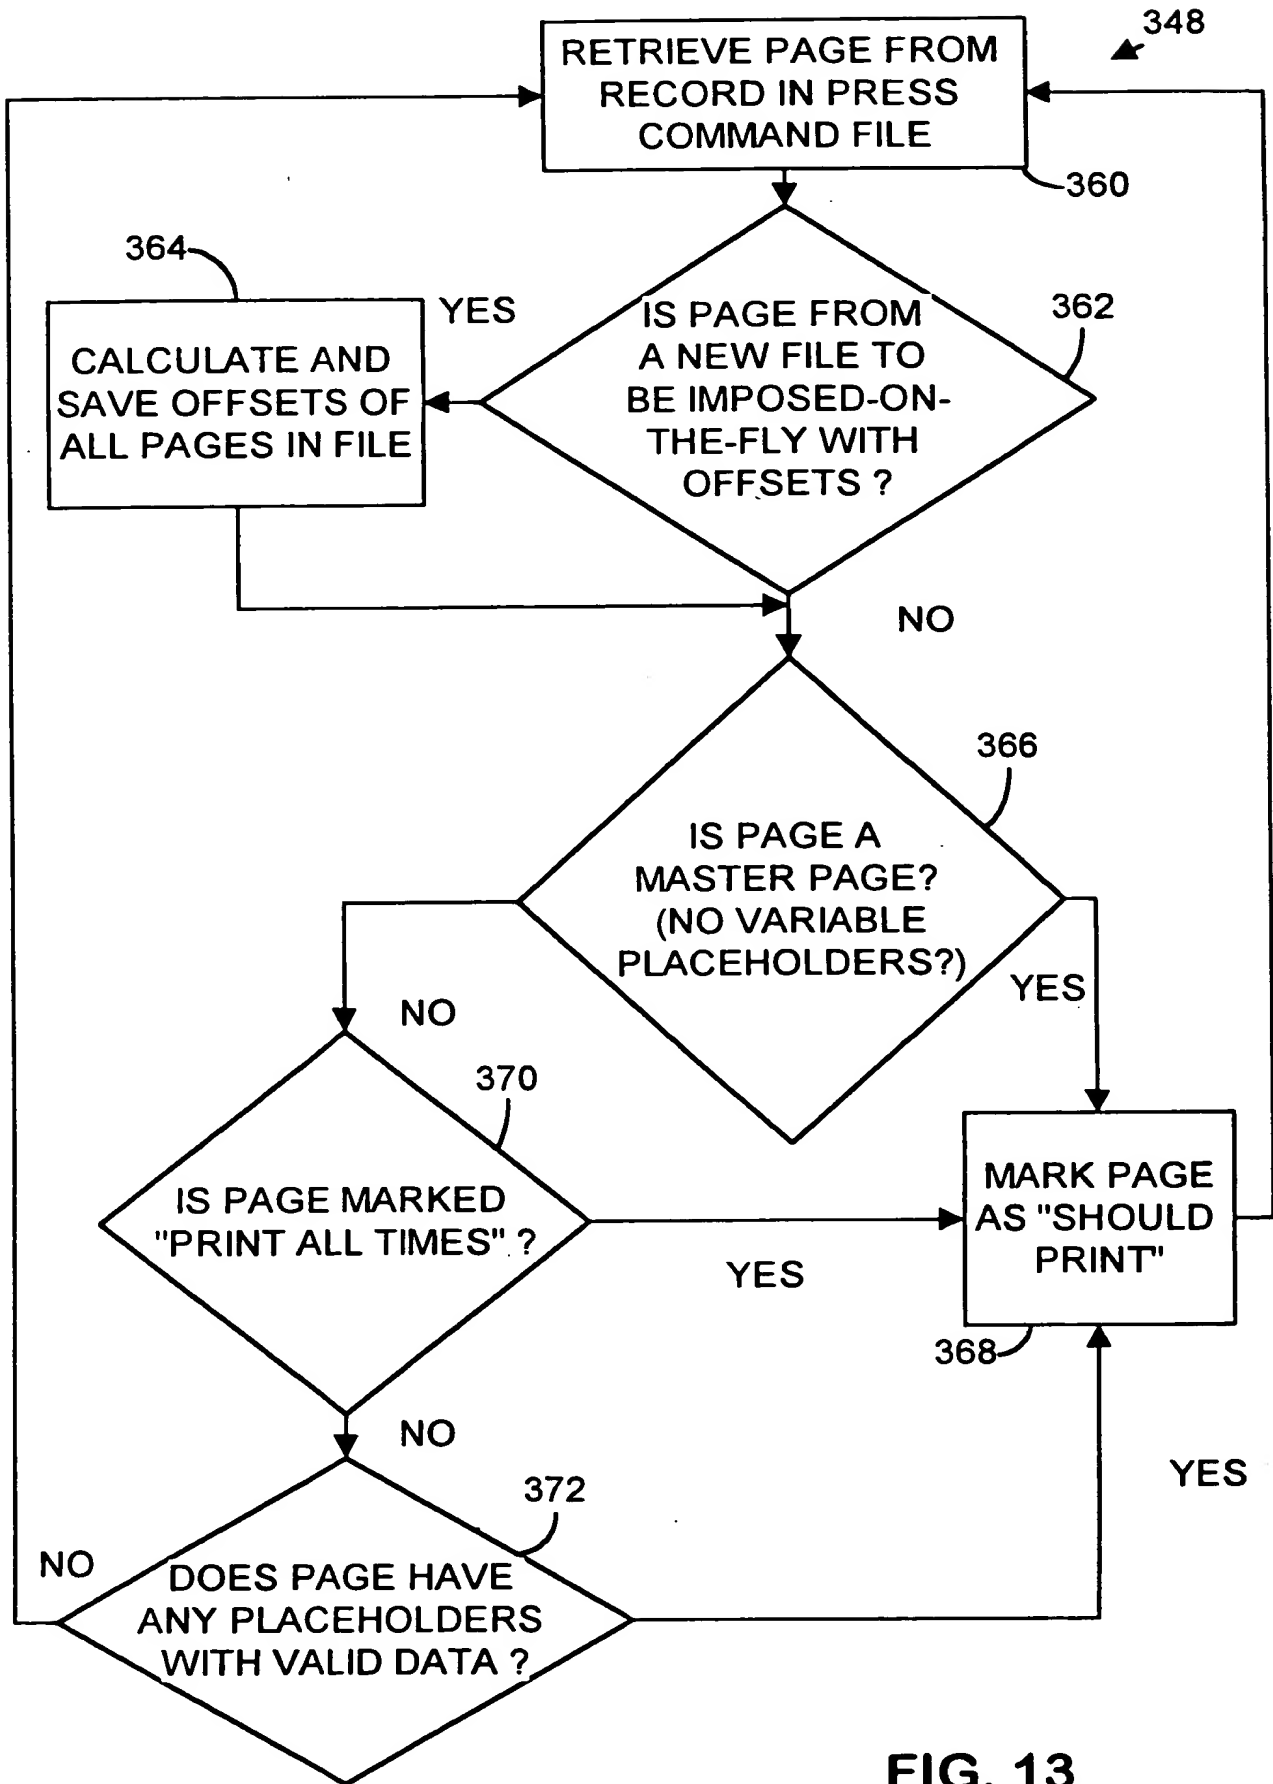 348
RETRIEVE PAGE FROM
RECORD IN PRESS
COMMAND FILE
360
364
YES
IS PAGE FROM
A NEW FILE TO
BE IMPOSED-ON-
THE-FLY WITH
OFFSETS ?
362
CALCULATE AND
SAVE OFFSETS OF
ALL PAGES IN FILE
NO
366
IS PAGE A
MASTER PAGE?
(NO VARIABLE
PLACEHOLDERS?)
YES
NO
370
IS PAGE MARKED
"PRINT ALL TIMES" ?
YES
MARK PAGE
AS "SHOULD
PRINT"
368
NO
372
YES
NO
DOES PAGE HAVE
ANY PLACEHOLDERS
WITH VALID DATA ?
FIG. 13